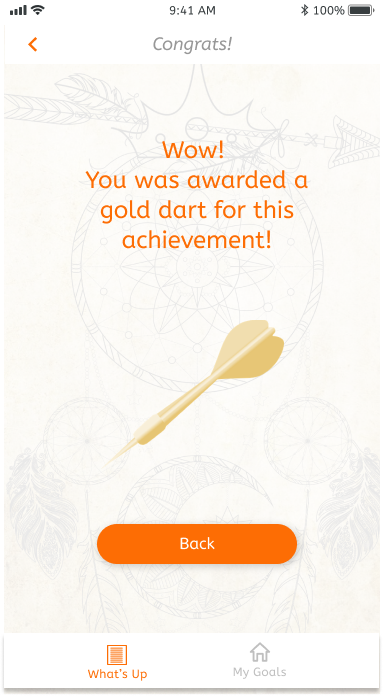 9:41 AM
100%
Congrats!
Wow!
You was awarded a
gold dart for this
achievement!
Back
What's Up
My Goals